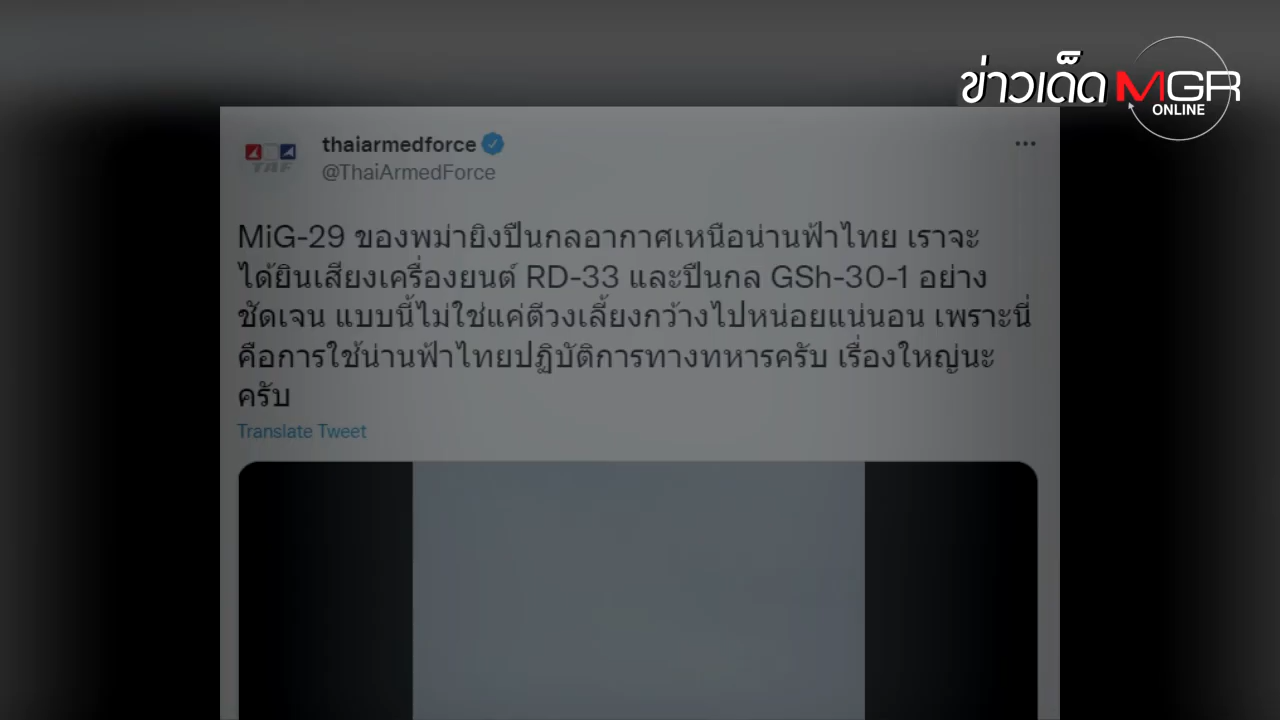 ข่าวเด็ด MGR
ONLINE
thaiarmedforce
@ThaiArmedForce
TAF
MiG-29 ของพม่ายิงปืนกลอากาศเหนือน่านฟ้าไทย เราจะ
ได้ยินเสียงเครื่องยนต์ RD-33 และปืนกล GSh-30-1 อย่าง
ชัดเจน แบบนี้ไม่ใช่แค่ตีวงเลี้ยงกว้างไปหน่อยแน่นอน เพราะนี่
คือการใช้น่านฟ้าไทยปฏิบัติการทางทหารครับ เรื่องใหญ่นะ
ครับ
Translate Tweet